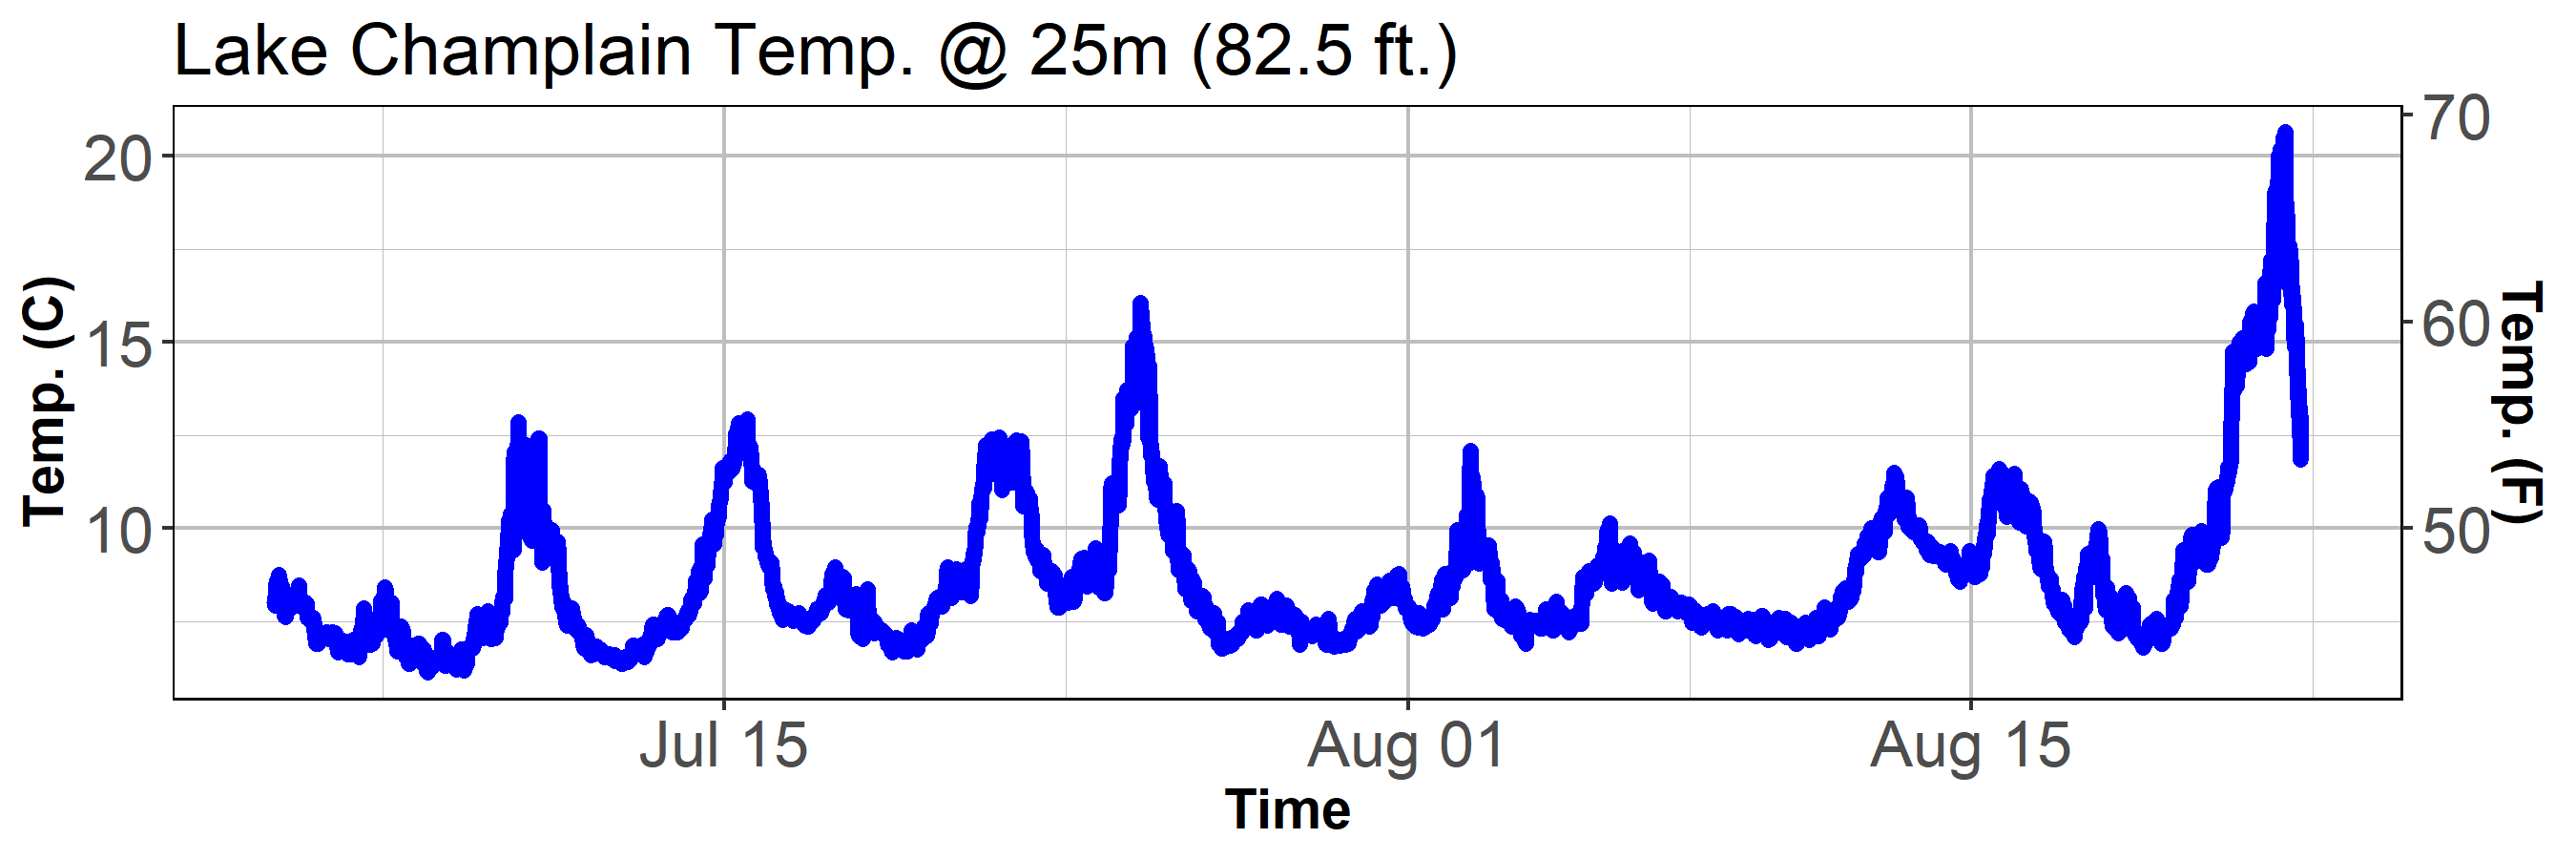 Lake Champlain Temp. @ 25m (82.5 ft.)
Temp. (C)
20
15
10
70
60
50
Temp. (F)
Jul 15
Aug 01
Aug 15
Time